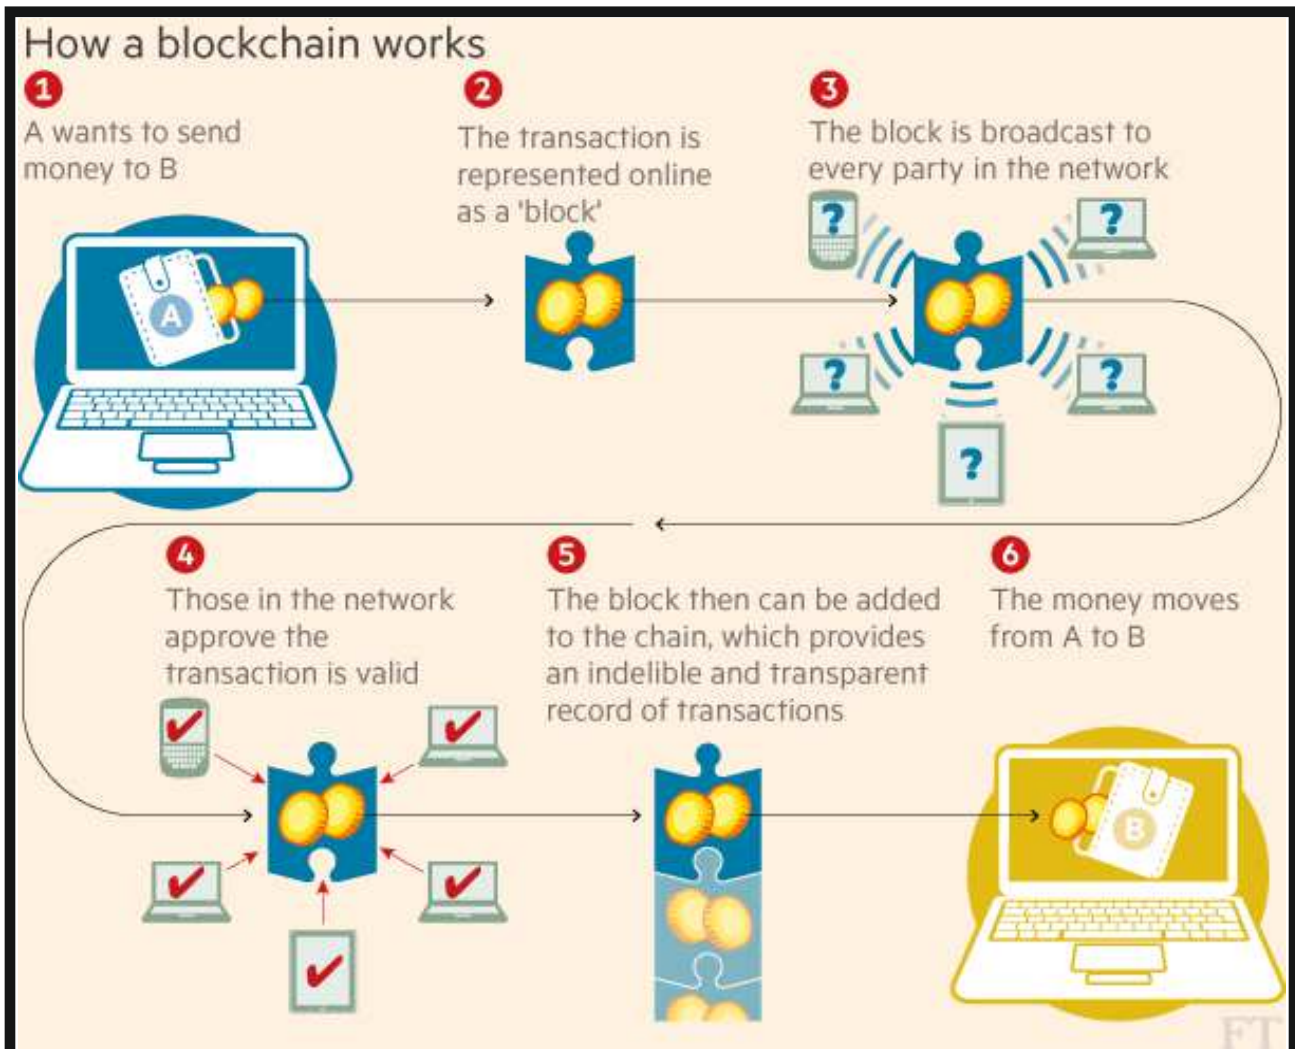 How a blockchain works
1
A wants to send
money to B
2
The transaction is
represented online
as a 'block'
3
The block is broadcast to
every party in the network
A
?
?
?
?
?
4
Those in the network
approve the
transaction is valid
5
The block then can be added
to the chain, which provides
an indelible and transparent
record of transactions
6
The money moves
from A to B
B
FT